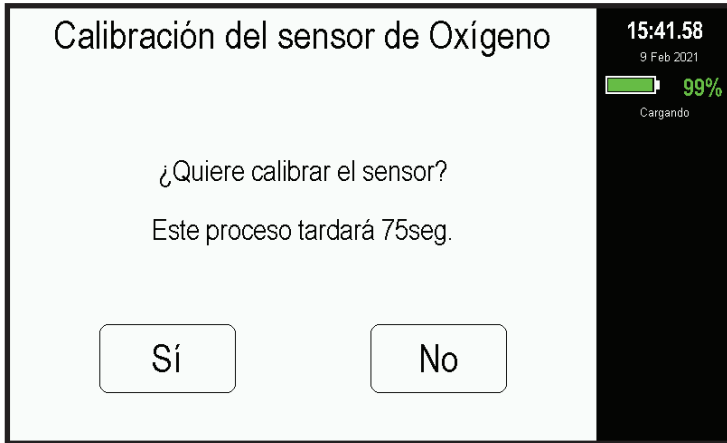 Calibración del sensor de Oxígeno
¿Quiere calibrar el sensor?
Este proceso tardará 75seg.
Sí
No
15:41.58
9 Feb 2021
99%
Cargando